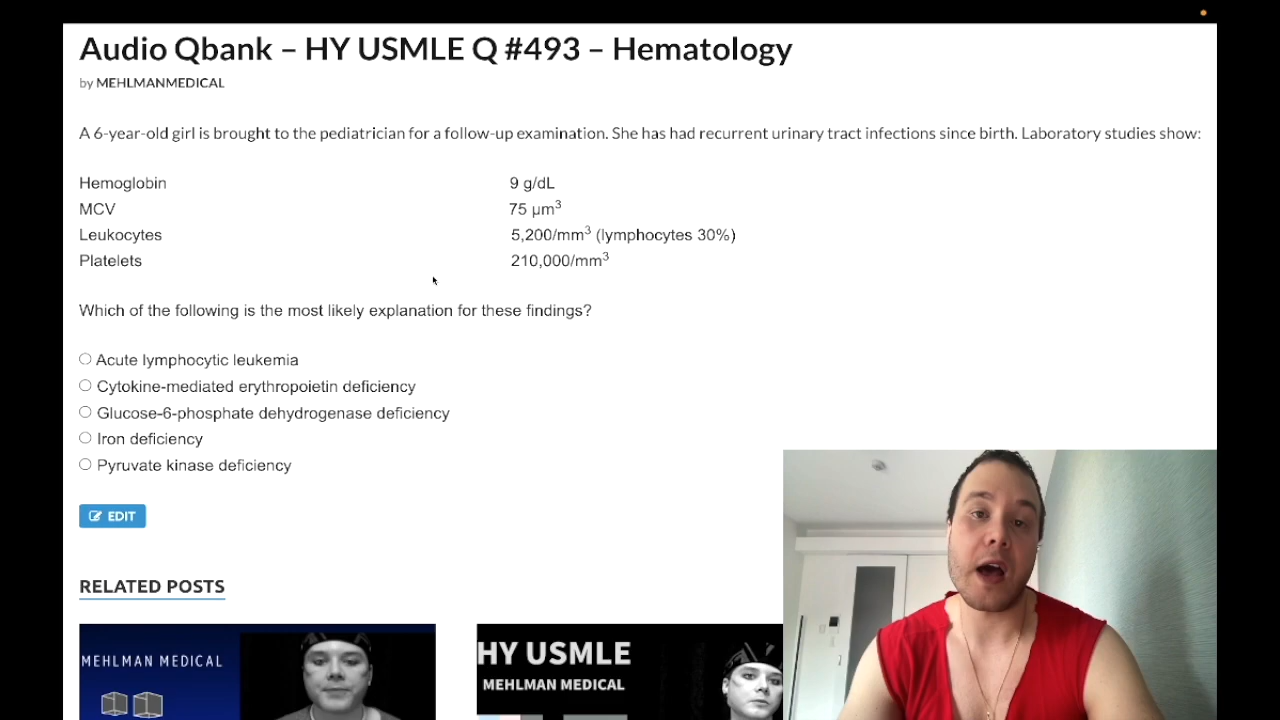 Audio Qbank – HY USMLE Q #493 – Hematology
by MEHLMANMEDICAL
A 6-year-old girl is brought to the pediatrician for a follow-up examination. She has had recurrent urinary tract infections since birth. Laboratory studies show:
Hemoglobin 9 g/dL
MCV 75 μm³
Leukocytes 5,200/mm³ (lymphocytes 30%)
Platelets 210,000/mm³
Which of the following is the most likely explanation for these findings?
Acute lymphocytic leukemia
Cytokine-mediated erythropoietin deficiency
Glucose-6-phosphate dehydrogenase deficiency
Iron deficiency
Pyruvate kinase deficiency
EDIT
RELATED POSTS
MEHLMAN MEDICAL
HY USMLE
MEHLMAN MEDICAL